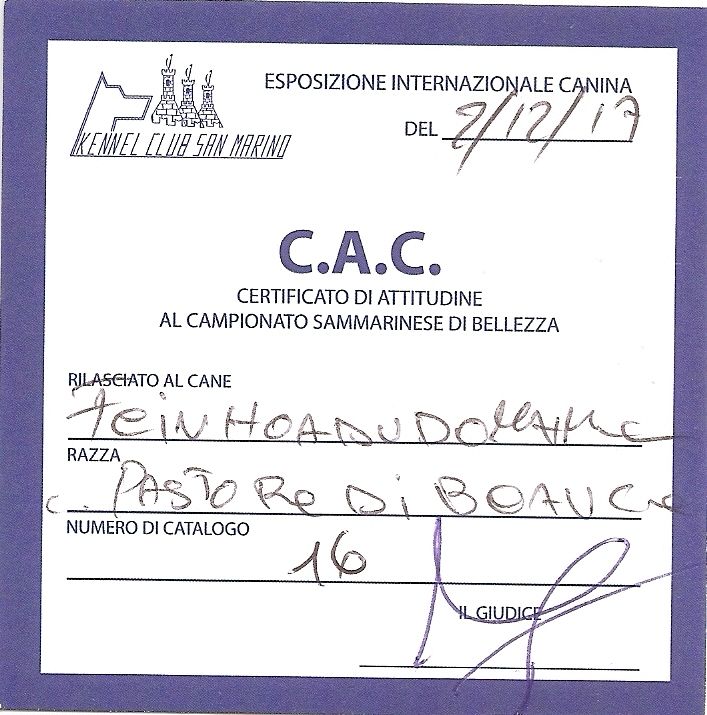 KENNEL CLUB SAN MARINO
ESPOSIZIONE INTERNAZIONALE CANINA
DEL 2/12/17
C.A.C.
CERTIFICATO DI ATTITUDINE
AL CAMPIONATO SAMMARINESE DI BELLEZZA
RILASCIATO AL CANE
RAZZA
c. PASTORE Di BOAUCe
NUMERO DI CATALOGO
16
IL GIUDICE